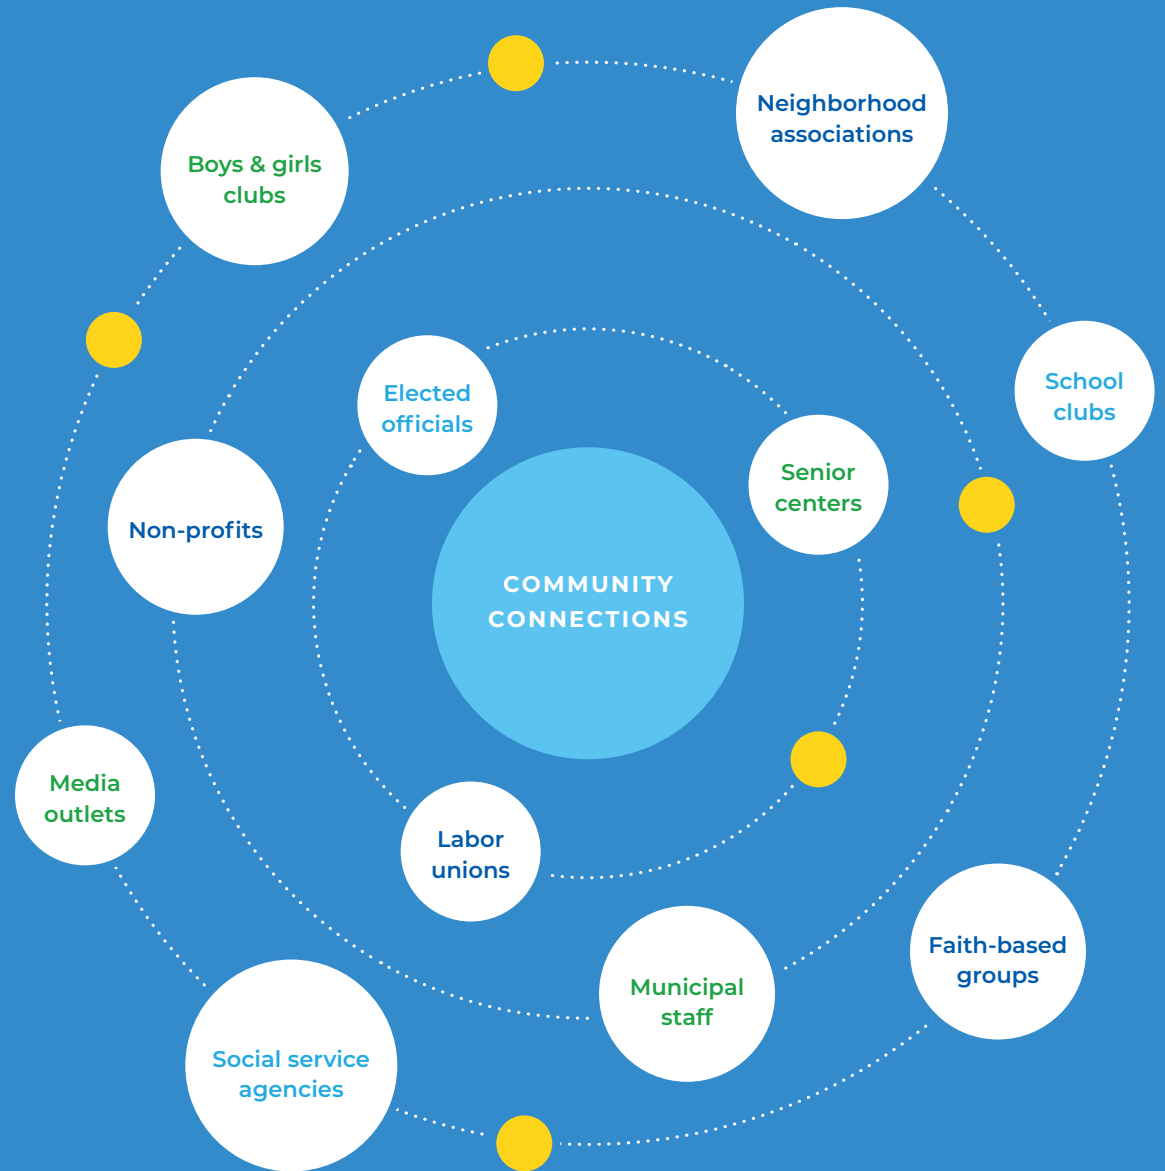 Neighborhood
associations
Boys & girls
clubs
School
clubs
Elected
officials
Senior
centers
Non-profits
COMMUNITY
CONNECTIONS
Media
outlets
Labor
unions
Faith-based
groups
Municipal
staff
Social service
agencies